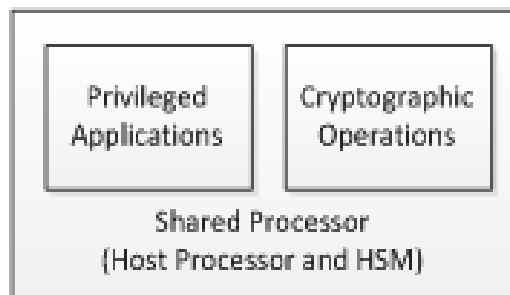 Privileged
Applications
Cryptographic
Operations
Shared Processor
(Host Processor and HSM)